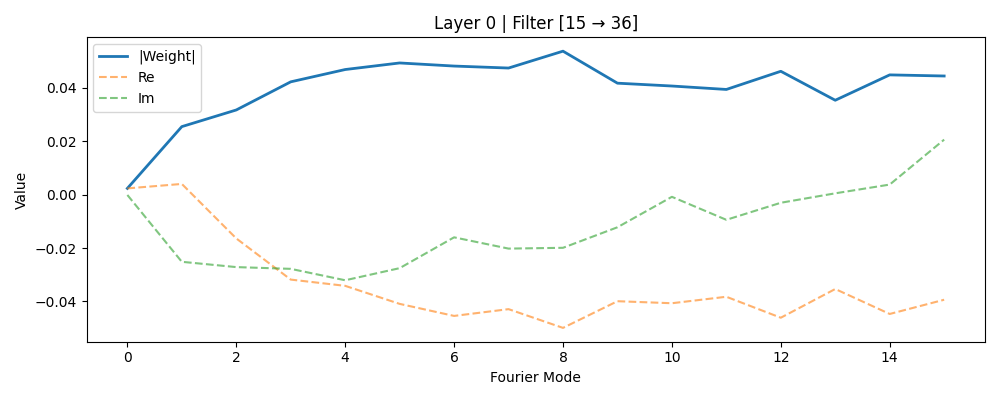 Layer 0 | Filter [15 → 36]
|Weight|
Re
Im
Value
0.04
0.02
0.00
−0.02
−0.04
0 2 4 6 8 10 12 14
Fourier Mode